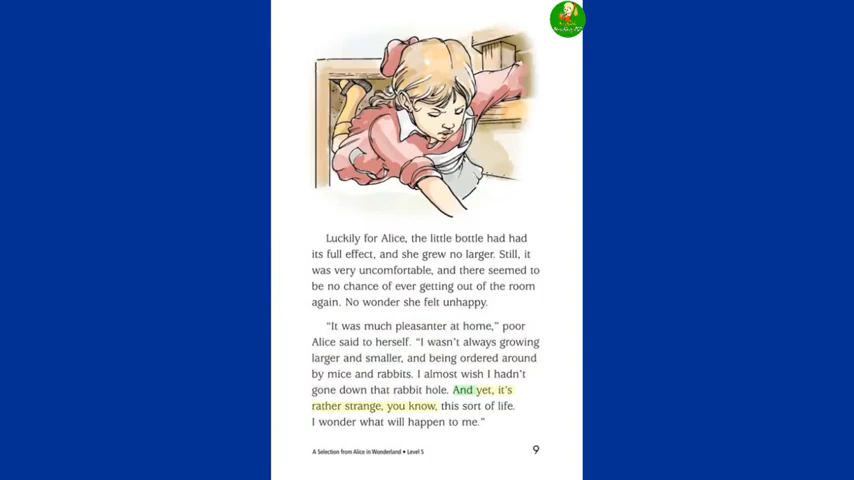 Luckily for Alice, the little bottle had had
its full effect, and she grew no larger. Still, it
was very uncomfortable, and there seemed to
be no chance of ever getting out of the room
again. No wonder she felt unhappy.
“It was much pleasanter at home,” poor
Alice said to herself. “I wasn’t always growing
larger and smaller, and being ordered around
by mice and rabbits. I almost wish I hadn’t
gone down that rabbit hole. And yet, it’s
rather strange, you know, this sort of life.
I wonder what will happen to me.”
A Selection from Alice in Wonderland • Level S
9